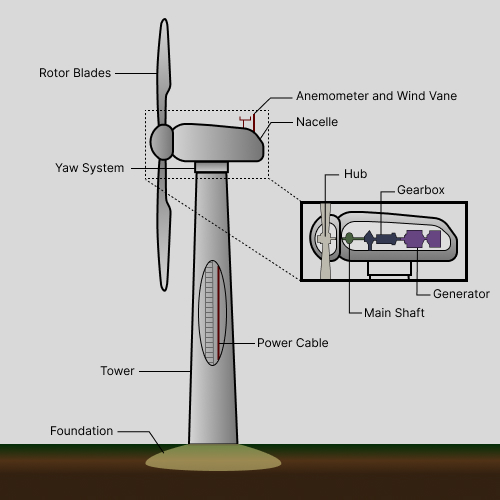 Rotor Blades
Anemometer and Wind Vane
Nacelle
Yaw System
Hub
Gearbox
Generator
Main Shaft
Power Cable
Tower
Foundation